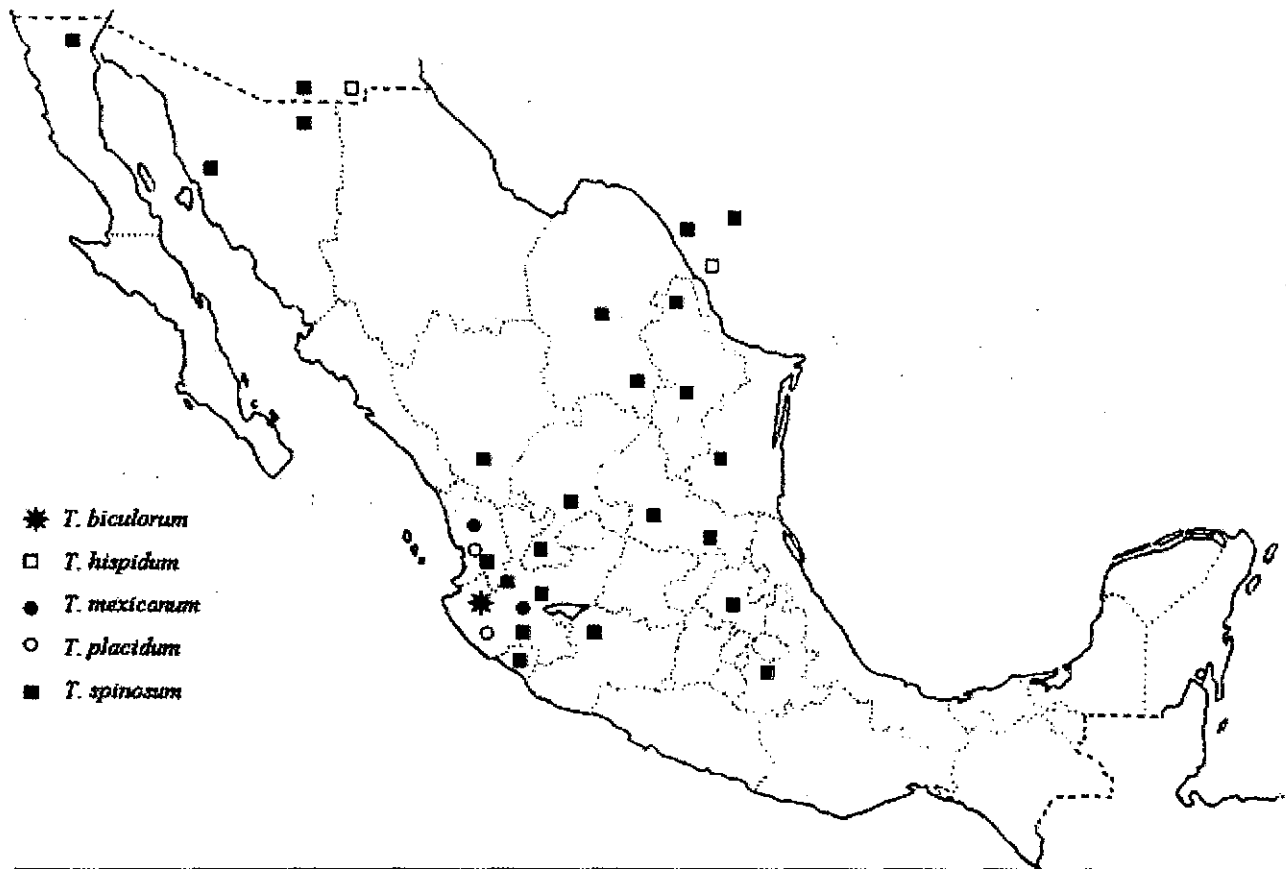 T. biculorum
T. hispidum
T. mexicanum
T. placidum
T. spinosum